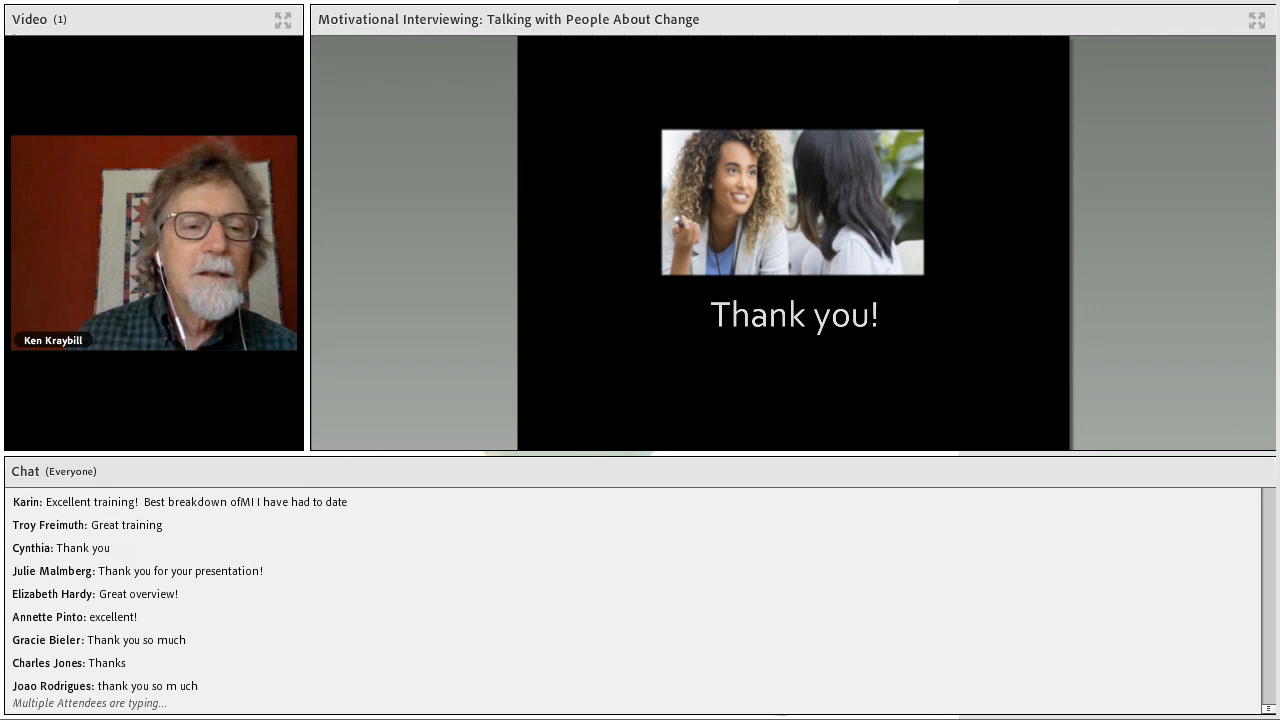 Video (1)
Motivational Interviewing: Talking with People About Change
Ken Kraybill
Thank you!
Chat (Everyone)
Karin: Excellent training! Best breakdown ofMI I have had to date
Troy Freimuth: Great training
Cynthia: Thank you
Julie Malmberg: Thank you for your presentation!
Elizabeth Hardy: Great overview!
Annette Pinto: excellent!
Gracie Bieler: Thank you so much
Charles Jones: Thanks
Joao Rodrigues: thank you so m uch
Multiple Attendees are typing...